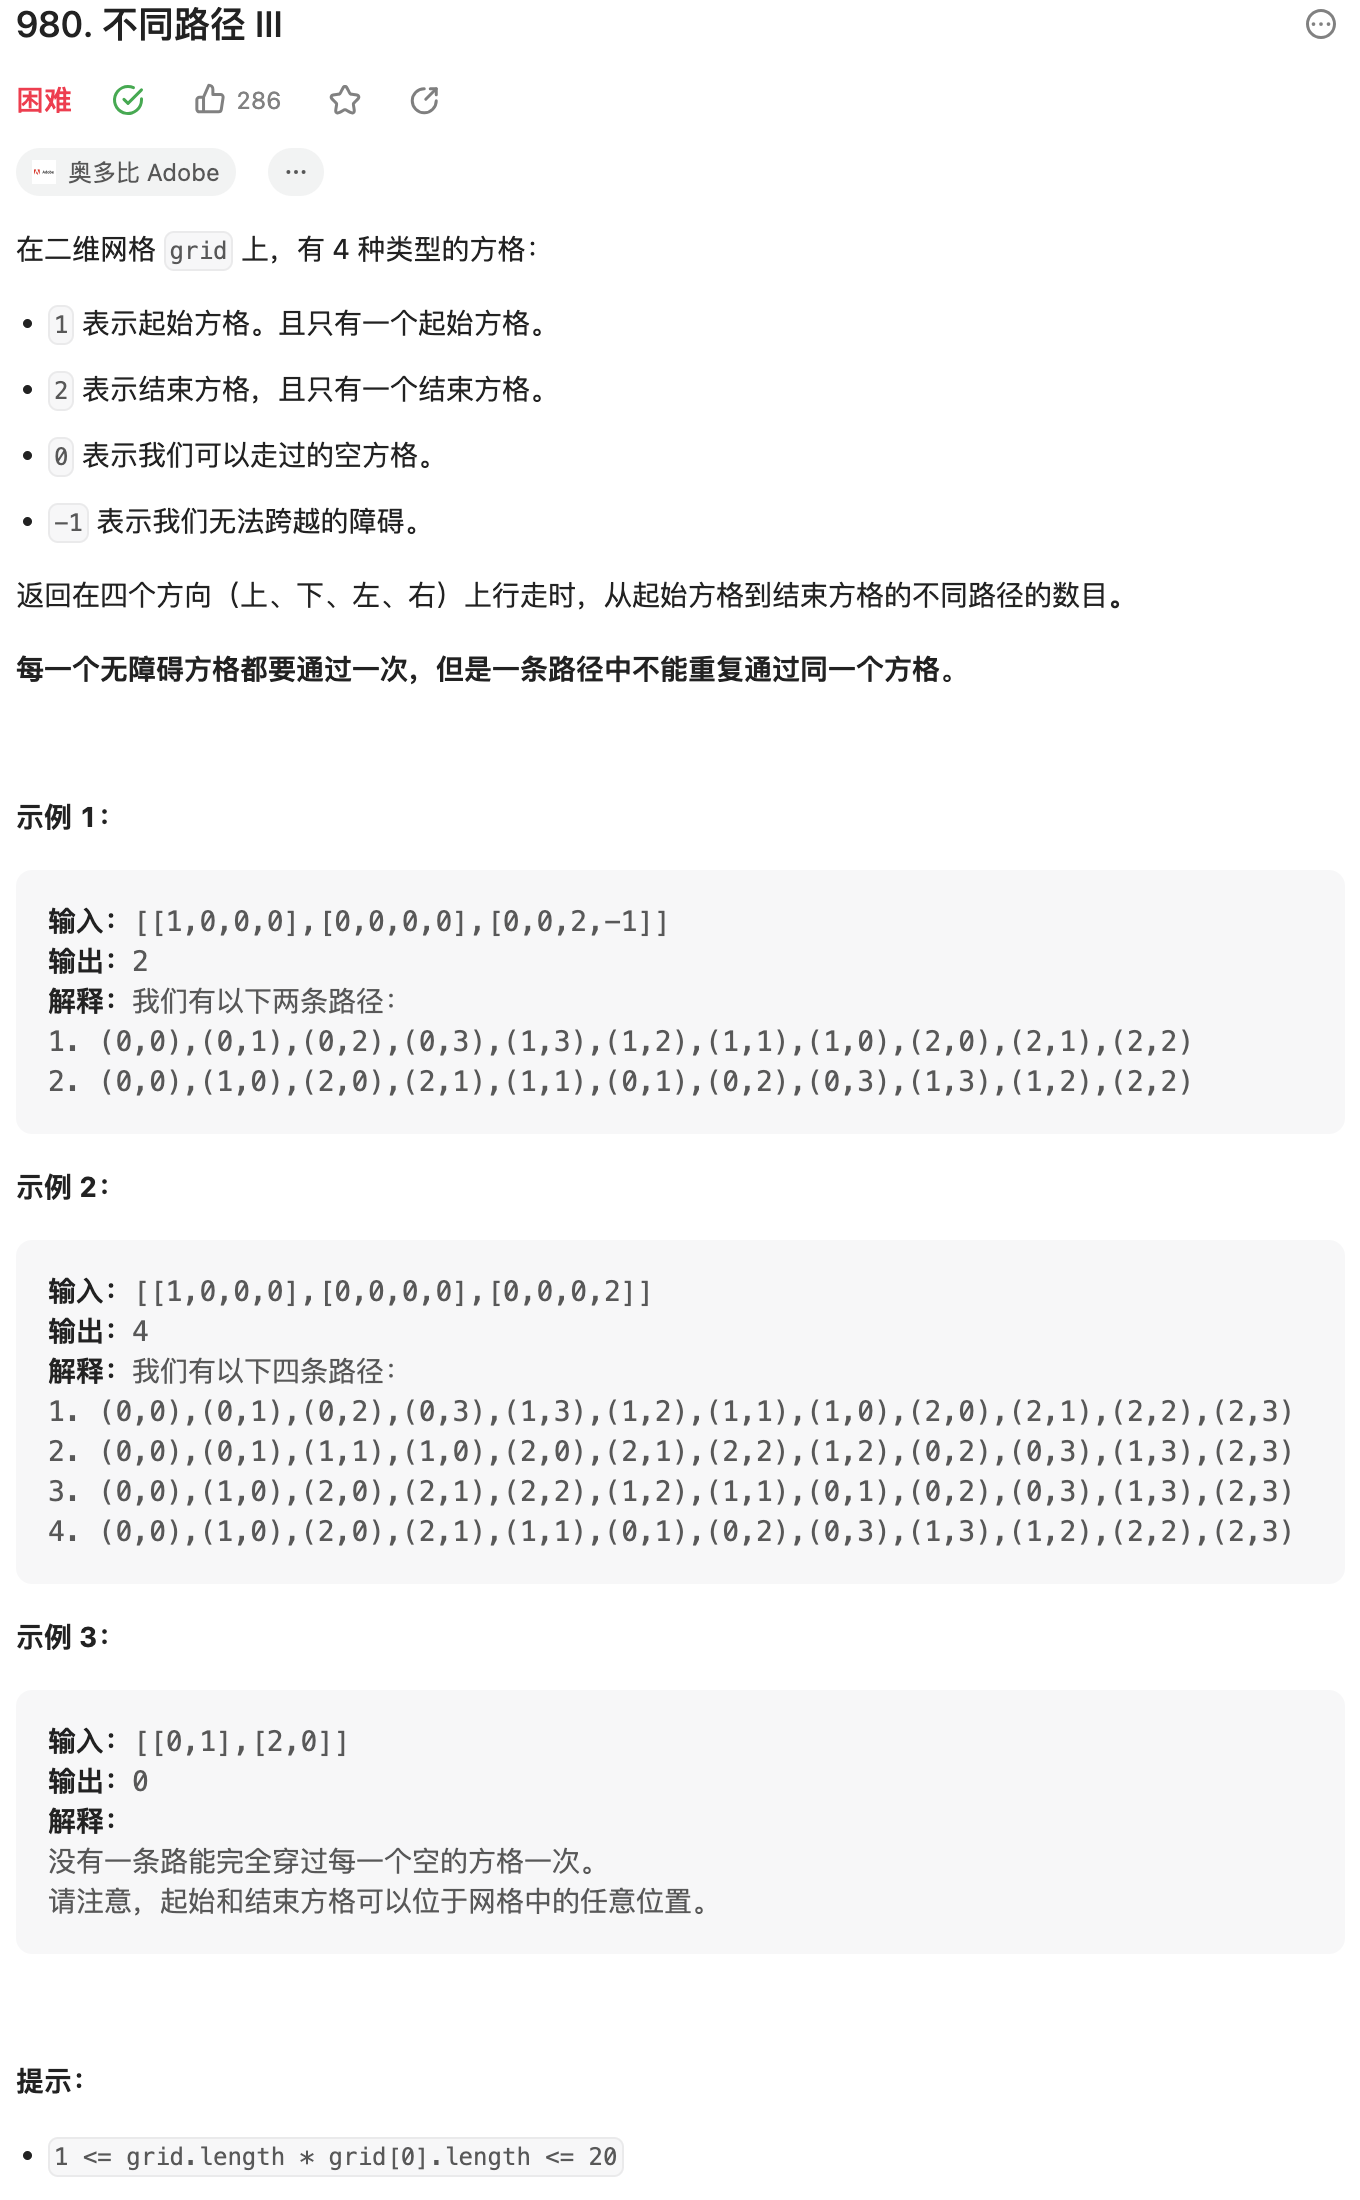 980. 不同路径 III
困难
286
奥多比 Adobe
在二维网格 grid 上，有 4 种类型的方格：
• 1 表示起始方格。且只有一个起始方格。
• 2 表示结束方格，且只有一个结束方格。
• 0 表示我们可以走过的空方格。
• -1 表示我们无法跨越的障碍。
返回在四个方向（上、下、左、右）上行走时，从起始方格到结束方格的不同路径的数目。
每一个无障碍方格都要通过一次，但是一条路径中不能重复通过同一个方格。
示例 1：
输入：[[1,0,0,0],[0,0,0,0],[0,0,2,-1]]
输出：2
解释：我们有以下两条路径：
1. (0,0),(0,1),(0,2),(0,3),(1,3),(1,2),(1,1),(1,0),(2,0),(2,1),(2,2)
2. (0,0),(1,0),(2,0),(2,1),(1,1),(0,1),(0,2),(0,3),(1,3),(1,2),(2,2)
示例 2：
输入：[[1,0,0,0],[0,0,0,0],[0,0,0,2]]
输出：4
解释：我们有以下四条路径：
1. (0,0),(0,1),(0,2),(0,3),(1,3),(1,2),(1,1),(1,0),(2,0),(2,1),(2,2),(2,3)
2. (0,0),(0,1),(1,1),(1,0),(2,0),(2,1),(2,2),(1,2),(0,2),(0,3),(1,3),(2,3)
3. (0,0),(1,0),(2,0),(2,1),(2,2),(1,2),(1,1),(0,1),(0,2),(0,3),(1,3),(2,3)
4. (0,0),(1,0),(2,0),(2,1),(1,1),(0,1),(0,2),(0,3),(1,3),(1,2),(2,2),(2,3)
示例 3：
输入：[[0,1],[2,0]]
输出：0
解释：
没有一条路能完全穿过每一个空的方格一次。
请注意，起始和结束方格可以位于网格中的任意位置。
提示：
• 1 <= grid.length * grid[0].length <= 20